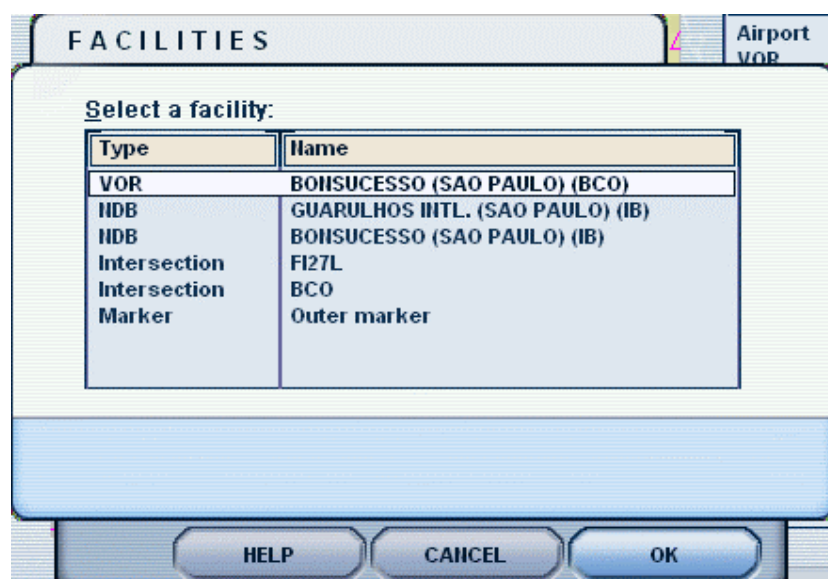 FACILITIES
Airport
VOR
Select a facility:
Type Name
VOR BONSUCESSO (SAO PAULO) (BCO)
NDB GUARULHOS INTL. (SAO PAULO) (IB)
NDB BONSUCESSO (SAO PAULO) (IB)
Intersection FI27L
Intersection BCO
Marker Outer marker
HELP CANCEL OK